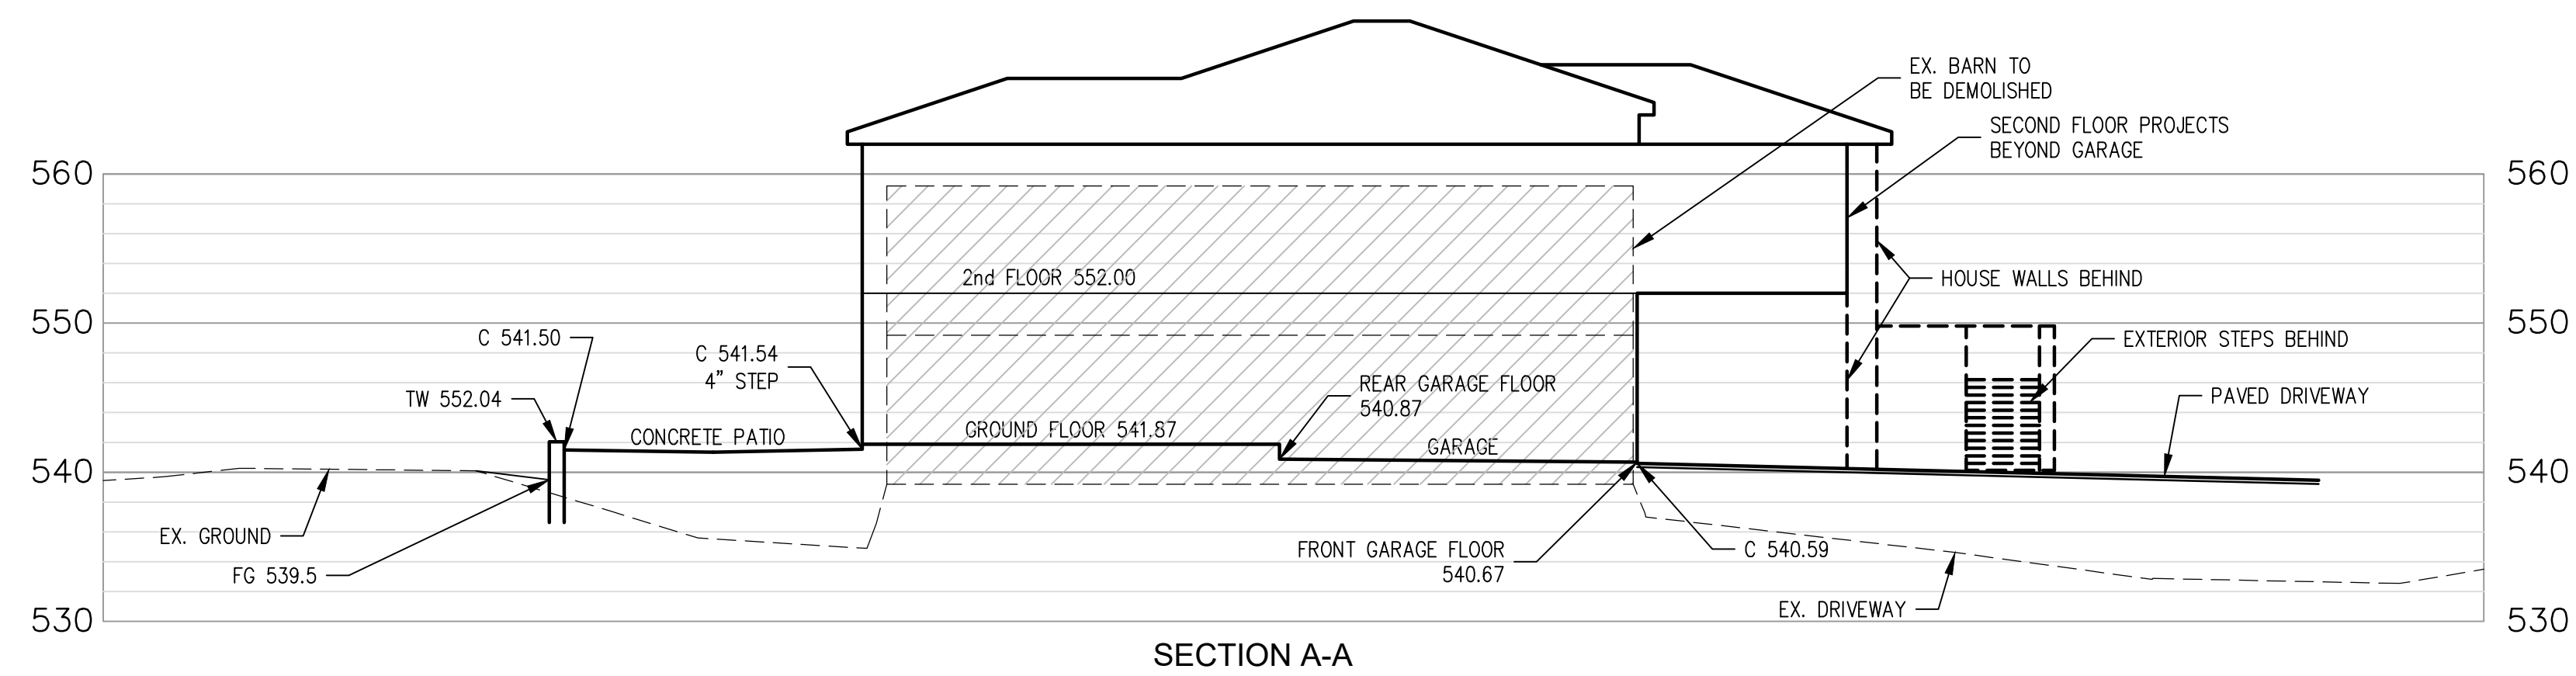 EX. BARN TO
BE DEMOLISHED
SECOND FLOOR PROJECTS
BEYOND GARAGE
560
560
2nd FLOOR 552.00
HOUSE WALLS BEHIND
550
550
C 541.50
C 541.54
4” STEP
EXTERIOR STEPS BEHIND
TW 552.04
REAR GARAGE FLOOR
540.87
PAVED DRIVEWAY
CONCRETE PATIO
GROUND FLOOR 541.87
GARAGE
540
540
EX. GROUND
FG 539.5
FRONT GARAGE FLOOR
540.67
C 540.59
EX. DRIVEWAY
530
530
SECTION A-A